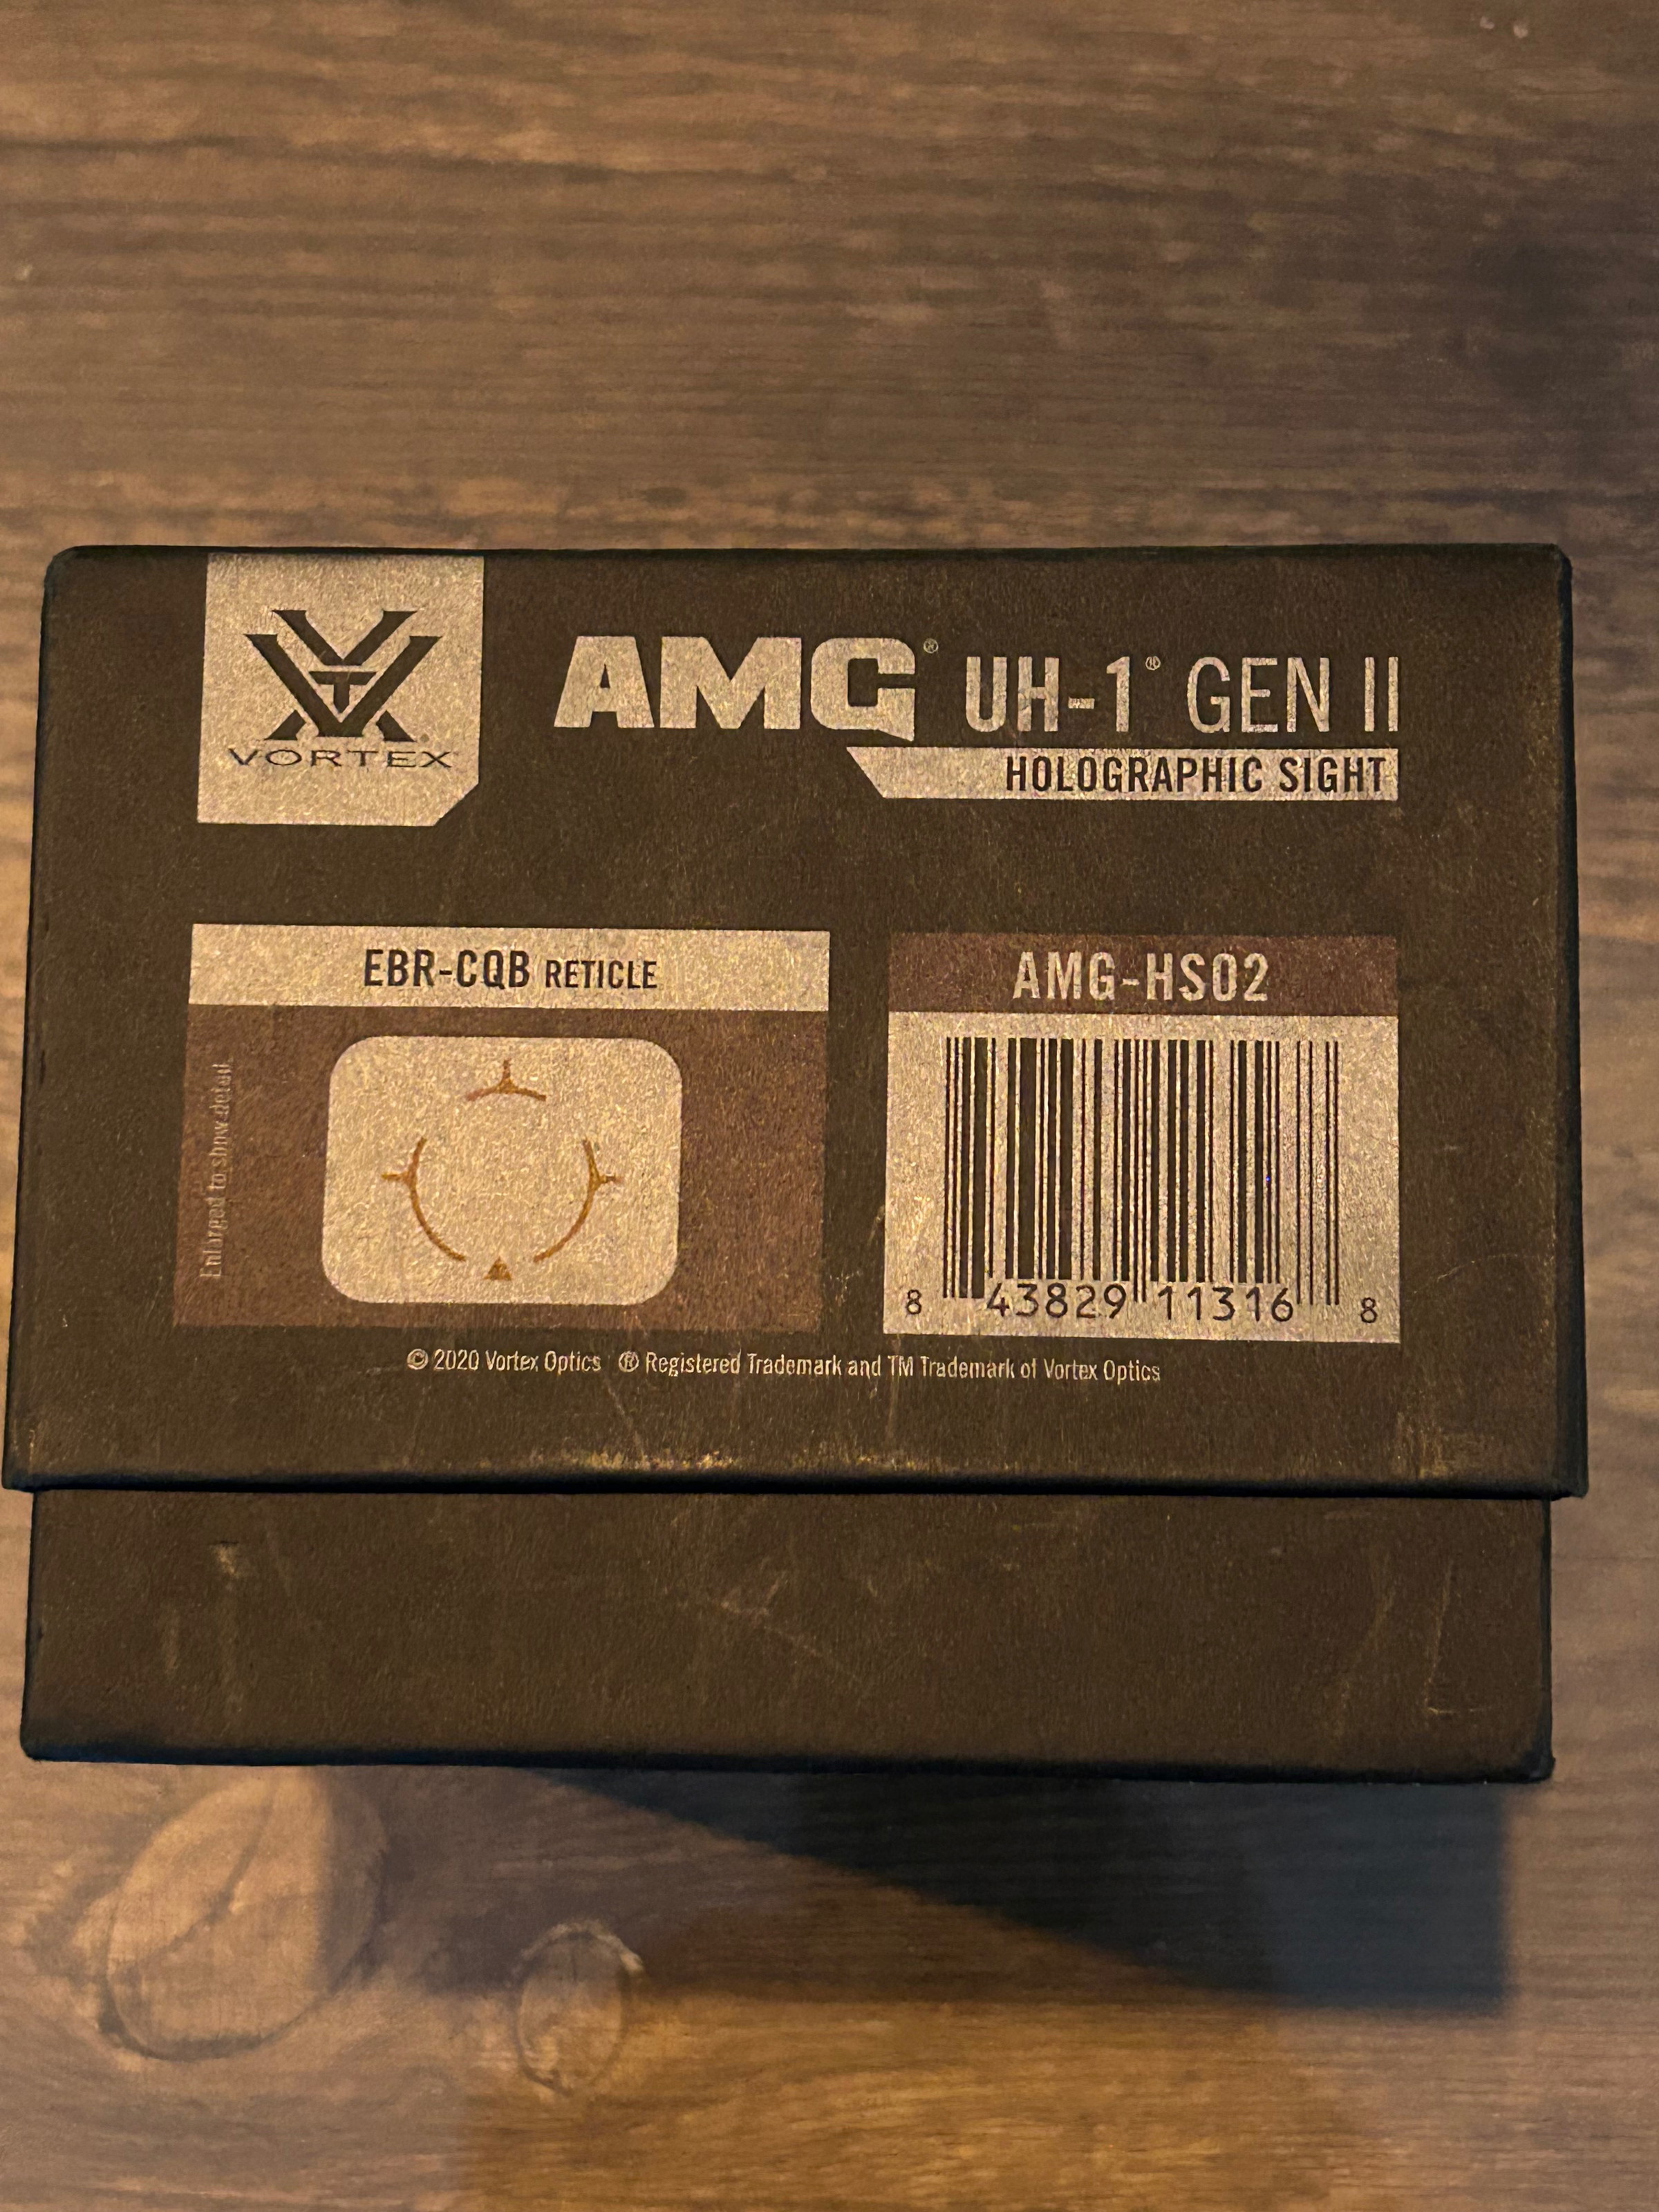 VORTEX
AMG® UH-1® GEN II
HOLOGRAPHIC SIGHT
EBR-CQB RETICLE
Enlarged to show detail
AMG-HS02
8 43829 11316 8
© 2020 Vortex Optics ® Registered Trademark and TM Trademark of Vortex Optics